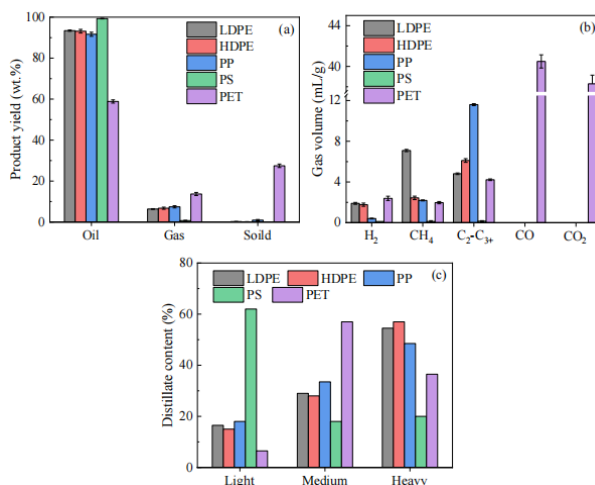 (a)
LDPE
HDPE
PP
PS
PET
Product yield (wt.%)
100
80
60
40
20
0
Oil
Gas
Soild
(b)
LDPE
HDPE
PP
PS
PET
Gas volume (mL/g)
40
12
8
4
0
H2
CH4
C2-C3+
CO
CO2
(c)
LDPE
HDPE
PP
PS
PET
Distillate content (%)
80
60
40
20
0
Light
Medium
Heavy